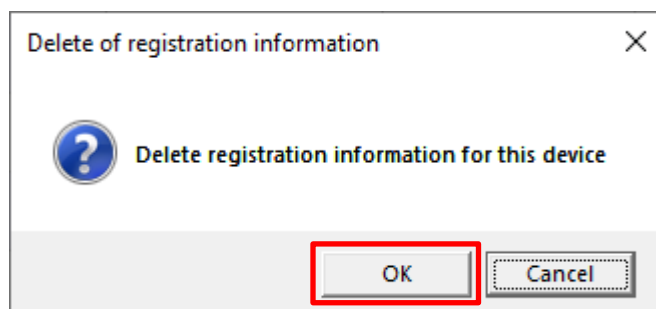 Delete of registration information
Delete registration information for this device
OK
Cancel